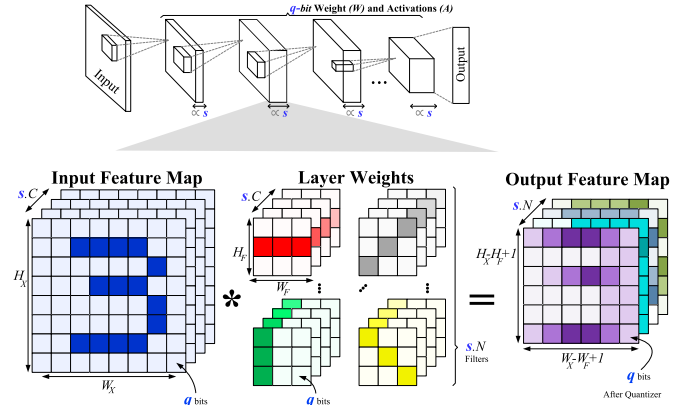 q-bit Weight (W) and Activations (A)
Input
Output
∝ s
∝ s
∝ s
∝ s
Input Feature Map
Layer Weights
Output Feature Map
s.C
s.C
s.N
H_X
H_F
W_F
H_X-H_F+1
*
=
s.N
Filters
W_X
W_X-W_F+1
q bits
q bits
q bits
After Quantizer